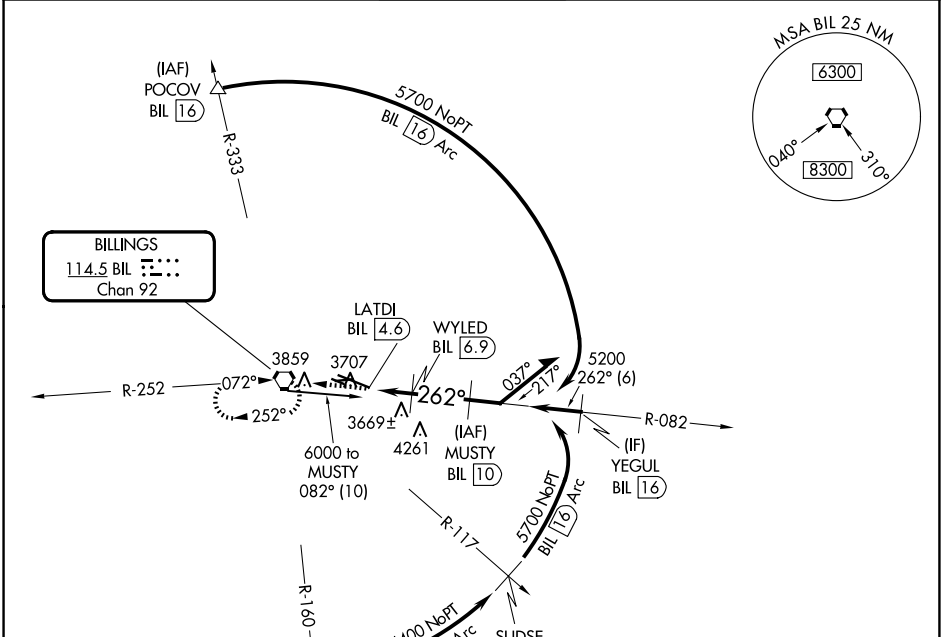 MSA BIL 25 NM
6300
040°
310°
8300
(IAF)
POCOV
BIL 16
R-333
5700 NoPT
BIL 16 Arc
BILLINGS
114.5 BIL
Chan 92
LATDI
BIL 4.6
WYLED
BIL 6.9
3859
3707
072°
R-252
252°
262°
037°
217°
5200
262° (6)
R-082
3669±
4261
(IAF)
MUSTY
BIL 10
(IF)
YEGUL
BIL 16
6000 to
MUSTY
082° (10)
5700 NoPT
BIL 16 Arc
R-117
R-160
400 NoPT
Arc